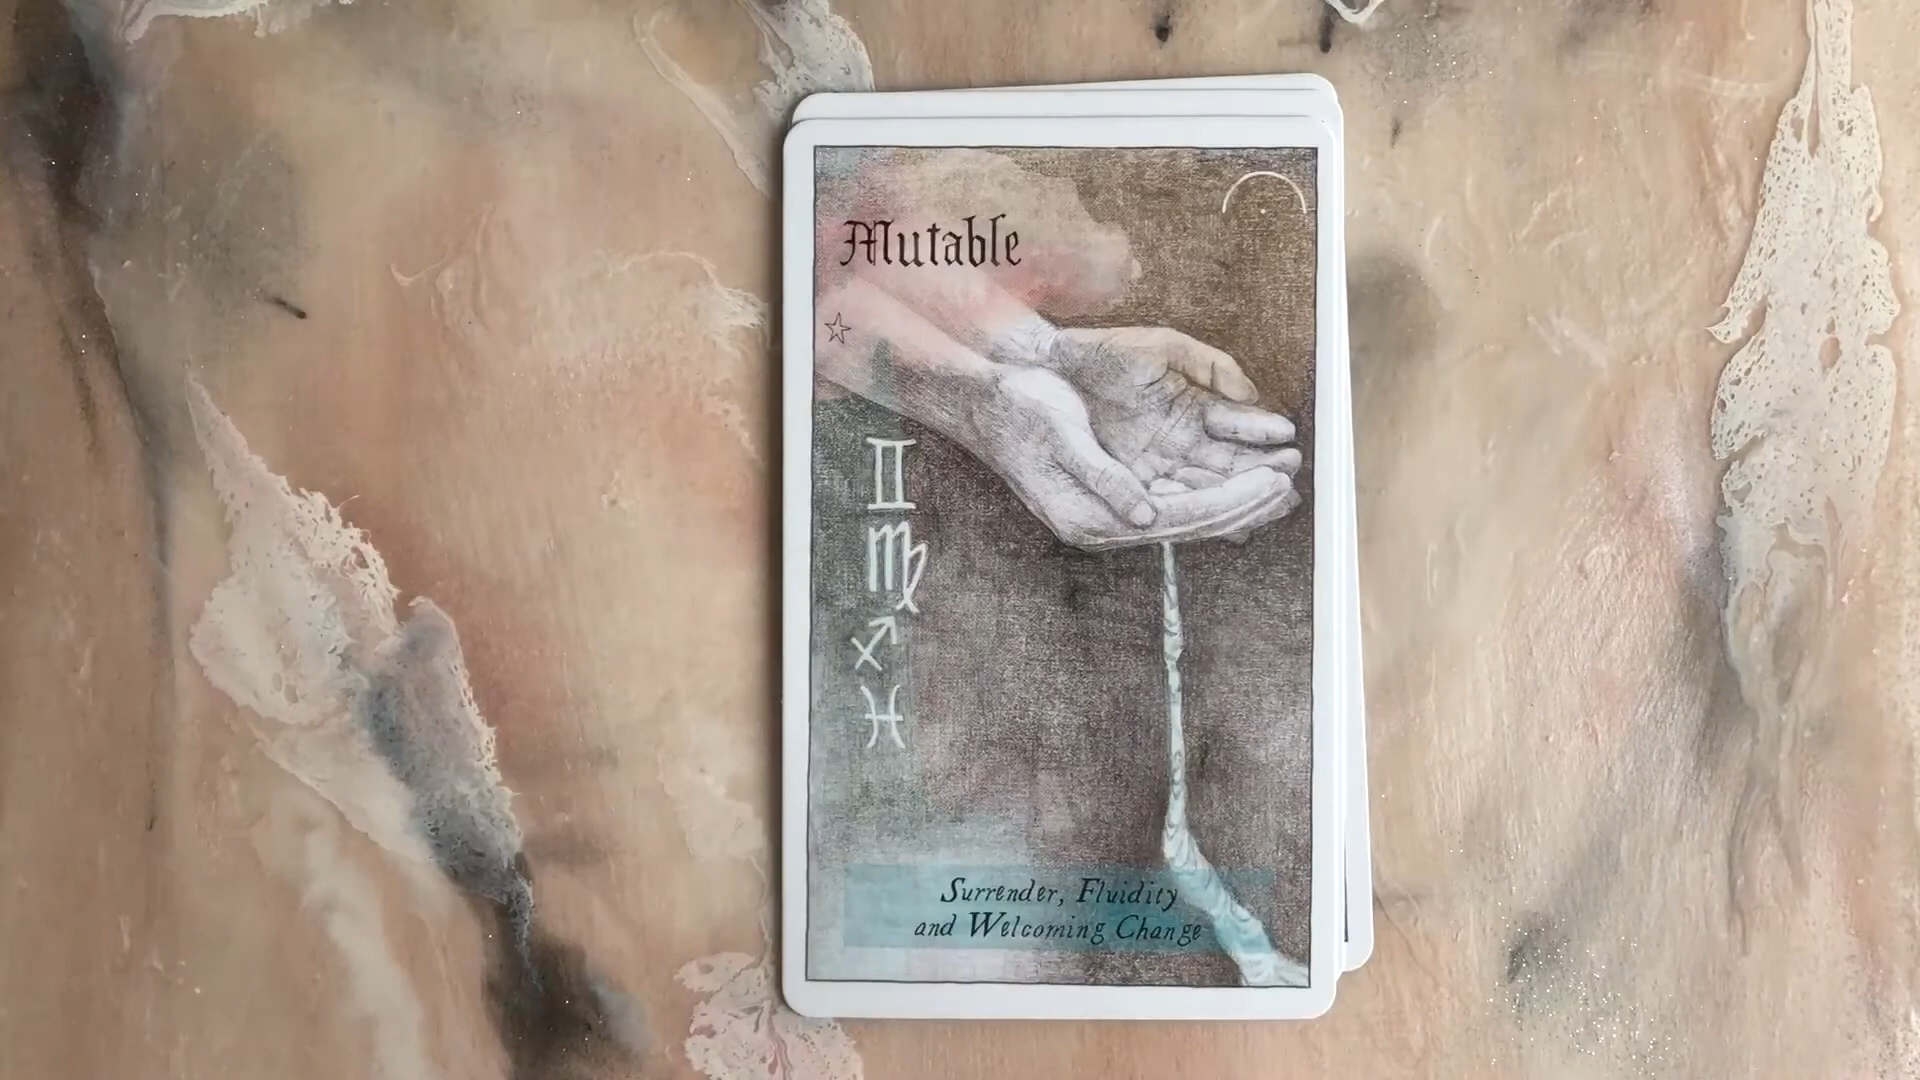 Mutable
♊
♍
♐
♓
Surrender, Fluidity
and Welcoming Change